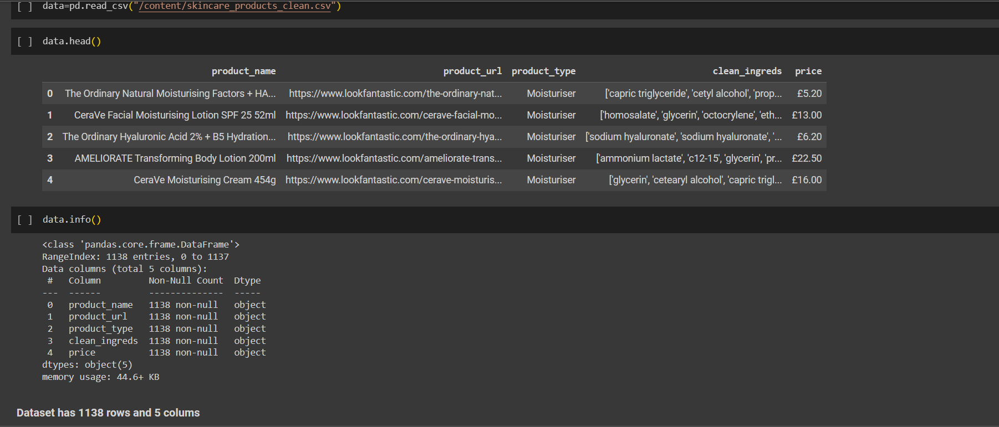 [ ] data=pd.read_csv("/content/skincare_products_clean.csv")
[ ] data.head()
product_name product_url product_type clean_ingreds price
0 The Ordinary Natural Moisturising Factors + HA... https://www.lookfantastic.com/the-ordinary-nat... Moisturiser ['capric triglyceride', 'cetyl alcohol', 'prop... £5.20
1 CeraVe Facial Moisturising Lotion SPF 25 52ml https://www.lookfantastic.com/cerave-facial-mo... Moisturiser ['homosalate', 'glycerin', 'octocrylene', 'eth... £13.00
2 The Ordinary Hyaluronic Acid 2% + B5 Hydration... https://www.lookfantastic.com/the-ordinary-hya... Moisturiser ['sodium hyaluronate', 'sodium hyaluronate', '... £6.20
3 AMELIORATE Transforming Body Lotion 200ml https://www.lookfantastic.com/ameliorate-trans... Moisturiser ['ammonium lactate', 'c12-15', 'glycerin', 'pr... £22.50
4 CeraVe Moisturising Cream 454g https://www.lookfantastic.com/cerave-moisturis... Moisturiser ['glycerin', 'cetearyl alcohol', 'capric trigl... £16.00
[ ] data.info()
<class 'pandas.core.frame.DataFrame'>
RangeIndex: 1138 entries, 0 to 1137
Data columns (total 5 columns):
# Column Non-Null Count Dtype
--- ------ -------------- -----
0 product_name 1138 non-null object
1 product_url 1138 non-null object
2 product_type 1138 non-null object
3 clean_ingreds 1138 non-null object
4 price 1138 non-null object
dtypes: object(5)
memory usage: 44.6+ KB
Dataset has 1138 rows and 5 colums